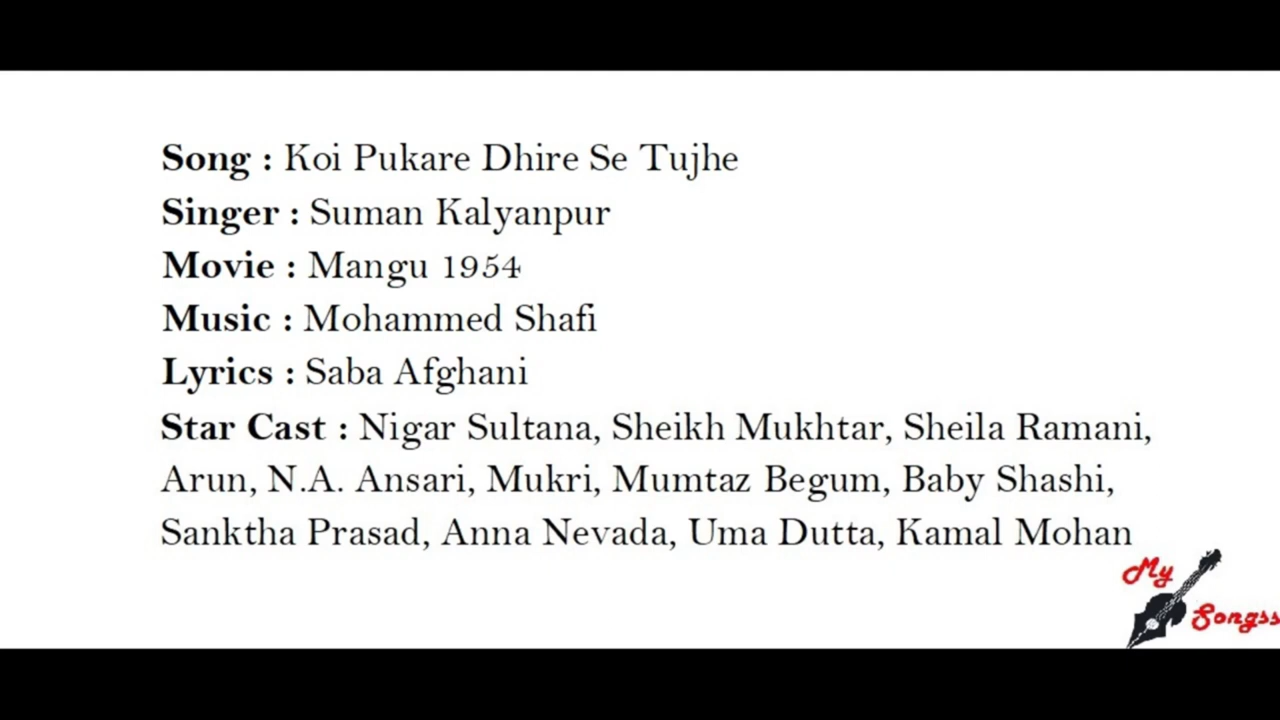 Song : Koi Pukare Dhire Se Tujhe
Singer : Suman Kalyanpur
Movie : Mangu 1954
Music : Mohammed Shafi
Lyrics : Saba Afghani
Star Cast : Nigar Sultana, Sheikh Mukhtar, Sheila Ramani,
Arun, N.A. Ansari, Mukri, Mumtaz Begum, Baby Shashi,
Sanktha Prasad, Anna Nevada, Uma Dutta, Kamal Mohan
My
Songss